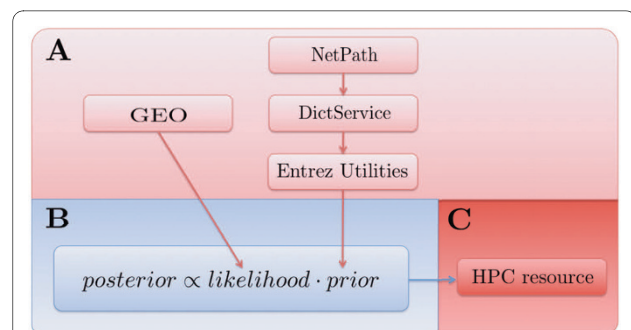 A
NetPath
GEO
DictService
Entrez Utilities
B
C
posterior ∝ likelihood · prior
HPC resource